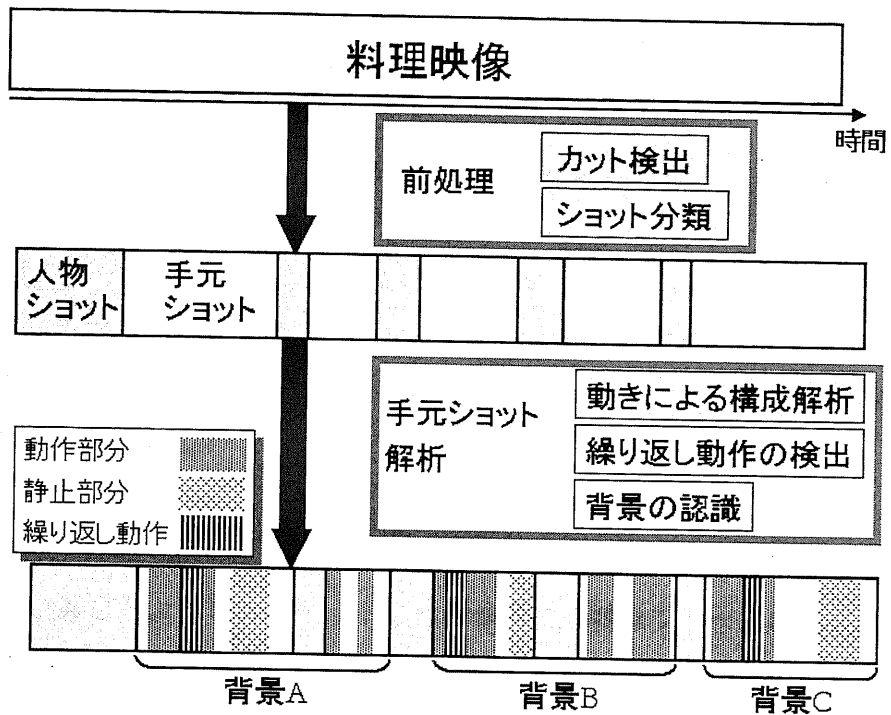 料理映像
時間
前処理
カット検出
ショット分類
人物
ショット
手元
ショット
手元ショット
解析
動きによる構成解析
繰り返し動作の検出
背景の認識
動作部分
静止部分
繰り返し動作
背景A
背景B
背景C